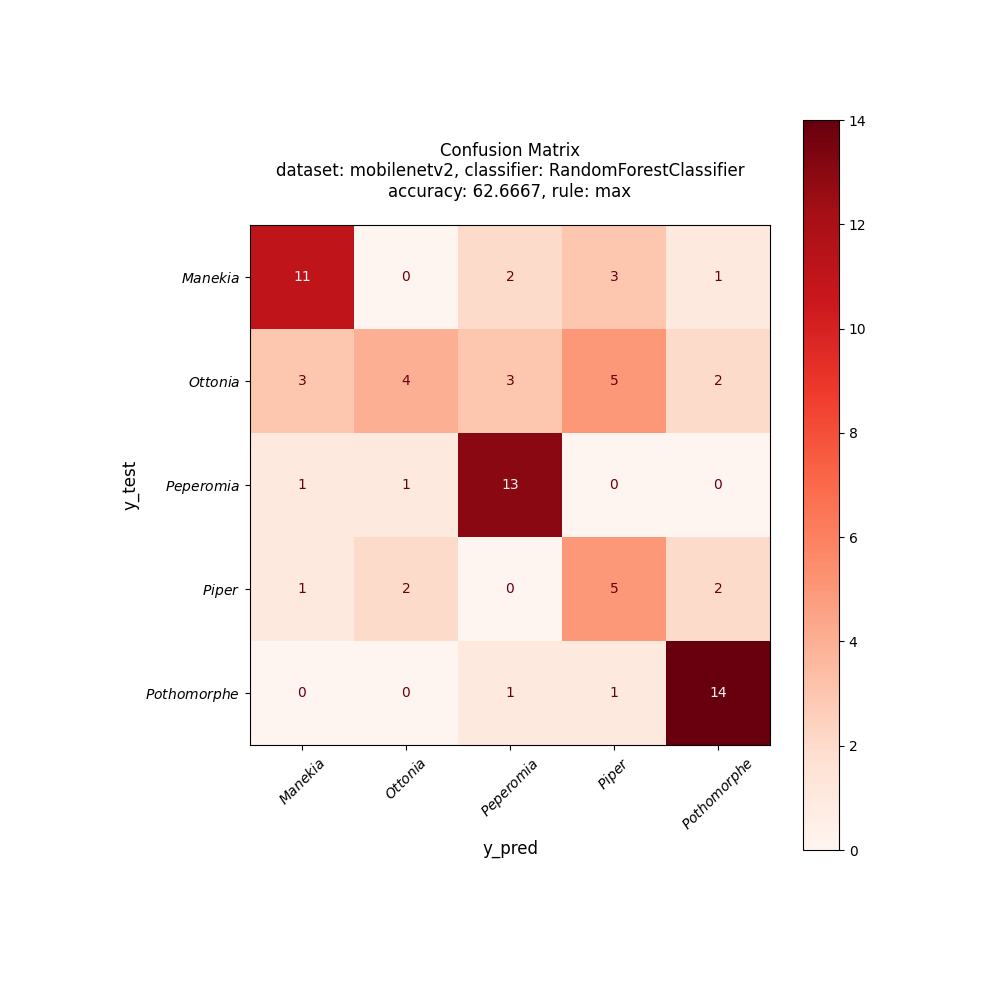 Confusion Matrix
dataset: mobilenetv2, classifier: RandomForestClassifier
accuracy: 62.6667, rule: max
y_test
Manekia 11 0 2 3 1
Ottonia 3 4 3 5 2
Peperomia 1 1 13 0 0
Piper 1 2 0 5 2
Pothomorphe 0 0 1 1 14
Manekia Ottonia Peperomia Piper Pothomorphe
y_pred
14
12
10
8
6
4
2
0